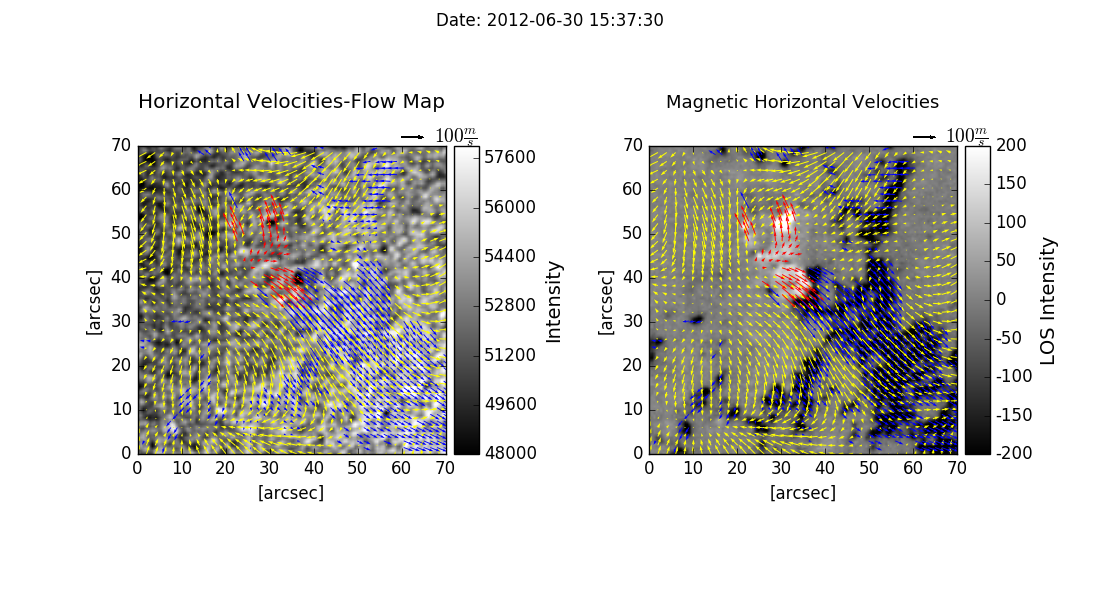 Date: 2012-06-30 15:37:30
Horizontal Velocities-Flow Map
100 m/s
70
60
50
40
30
20
10
0
[arcsec]
0 10 20 30 40 50 60 70
[arcsec]
57600
56000
54400
52800
51200
49600
48000
Intensity
Magnetic Horizontal Velocities
100 m/s
70
60
50
40
30
20
10
0
[arcsec]
0 10 20 30 40 50 60 70
[arcsec]
200
150
100
50
0
-50
-100
-150
-200
LOS Intensity